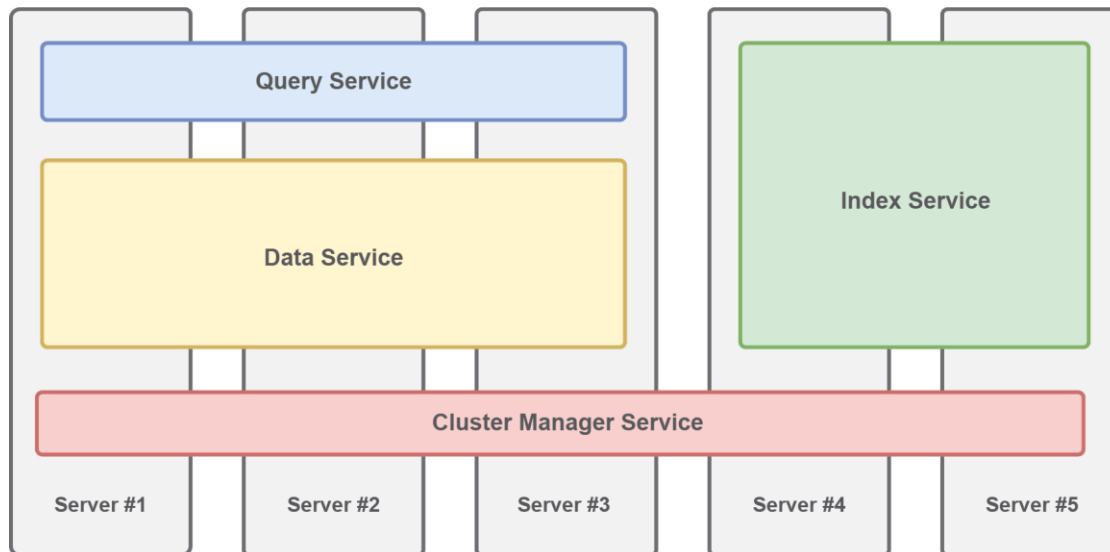 Query Service
Index Service
Data Service
Cluster Manager Service
Server #1
Server #2
Server #3
Server #4
Server #5